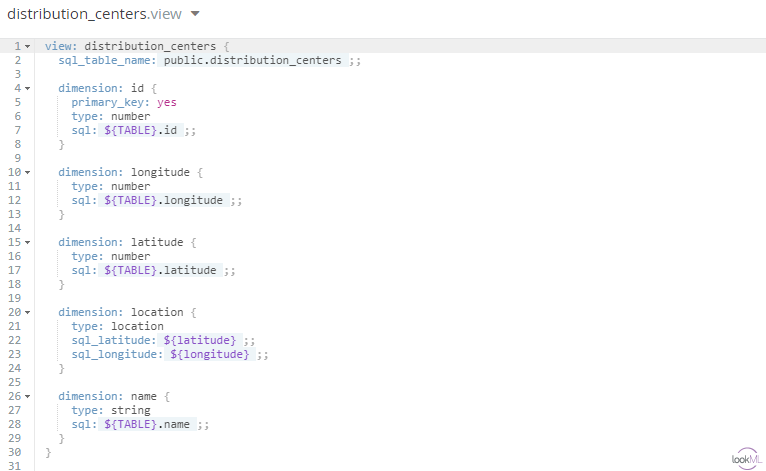 distribution_centers.view
1 view: distribution_centers {
2 sql_table_name: public.distribution_centers ;;
3
4 dimension: id {
5 primary_key: yes
6 type: number
7 sql: ${TABLE}.id ;;
8 }
9
10 dimension: longitude {
11 type: number
12 sql: ${TABLE}.longitude ;;
13 }
14
15 dimension: latitude {
16 type: number
17 sql: ${TABLE}.latitude ;;
18 }
19
20 dimension: location {
21 type: location
22 sql_latitude: ${latitude} ;;
23 sql_longitude: ${longitude} ;;
24 }
25
26 dimension: name {
27 type: string
28 sql: ${TABLE}.name ;;
29 }
30 }
31
lookML